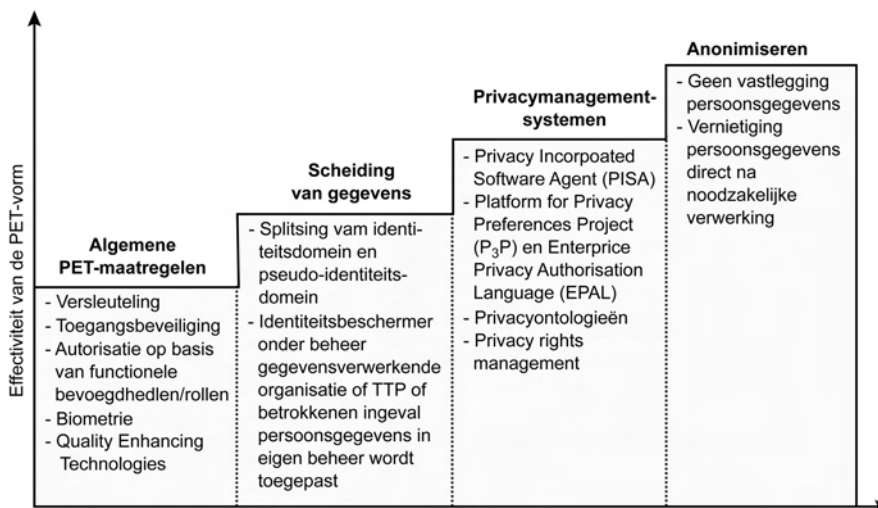 Effectiviteit van de PET-vorm
Algemene
PET-maatregelen
- Versleuteling
- Toegangsbeveiliging
- Autorisatie op basis
van functionele
bevoegdhedlen/rollen
- Biometrie
- Quality Enhancing
Technologies
Scheiding
van gegevens
- Splitsing vam identi-
teitsdomein en
pseudo-identiteits-
domein
- Identiteitsbeschermer
onder beheer
gegevensverwerkende
organisatie of TTP of
betrokkenen ingeval
persoonsgegevens in
eigen beheer wordt
toegepast
Privacymanagement-
systemen
- Privacy Incorpoated
Software Agent (PISA)
- Platform for Privacy
Preferences Project
(P₃P) en Enterprice
Privacy Authorisation
Language (EPAL)
- Privacyontologieën
- Privacy rights
management
Anonimiseren
- Geen vastlegging
persoonsgegevens
- Vernietiging
persoonsgegevens
direct na
noodzakelijke
verwerking